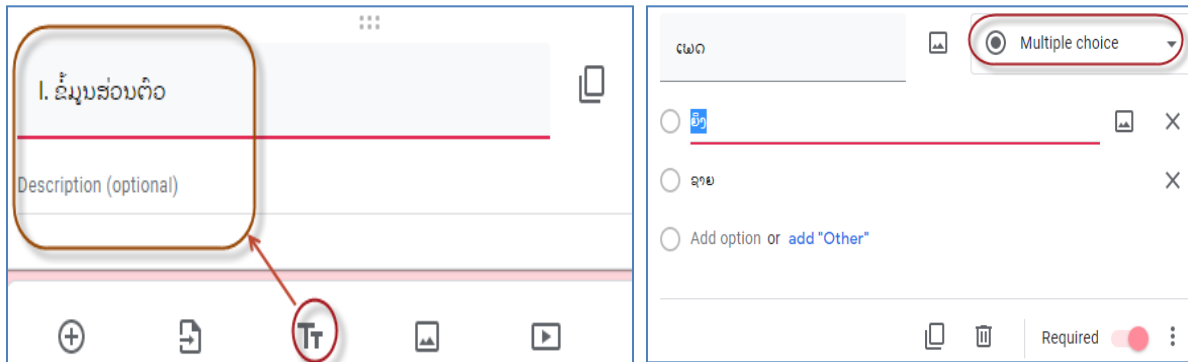 I. ຂໍ້ມູນສ່ວນຕົວ
Description (optional)
Tт
ເພດ
Multiple choice
ຍິງ
ຊາຍ
Add option or add "Other"
Required